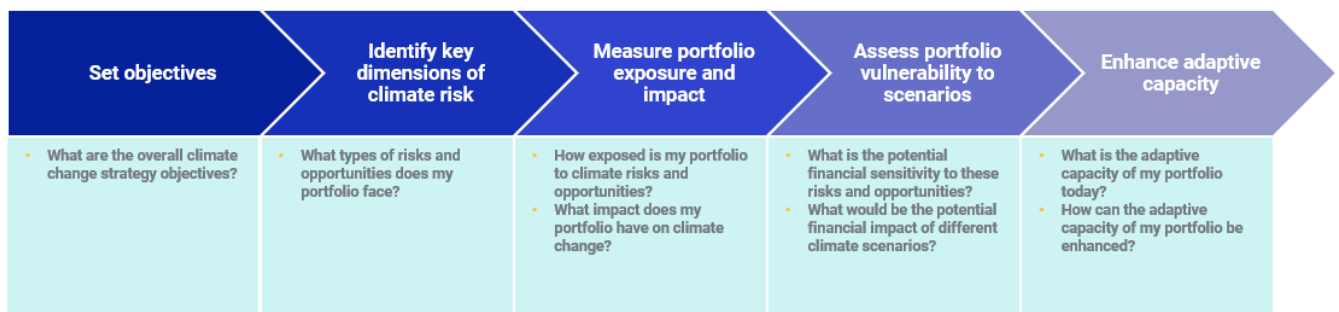 Set objectives
Identify key
dimensions of
climate risk
Measure portfolio
exposure and
impact
Assess portfolio
vulnerability to
scenarios
Enhance adaptive
capacity
• What are the overall climate
change strategy objectives?
• What types of risks and
opportunities does my
portfolio face?
• How exposed is my portfolio
to climate risks and
opportunities?
• What impact does my
portfolio have on climate
change?
• What is the potential
financial sensitivity to these
risks and opportunities?
• What would be the potential
financial impact of different
climate scenarios?
• What is the adaptive
capacity of my portfolio
today?
• How can the adaptive
capacity of my portfolio be
enhanced?